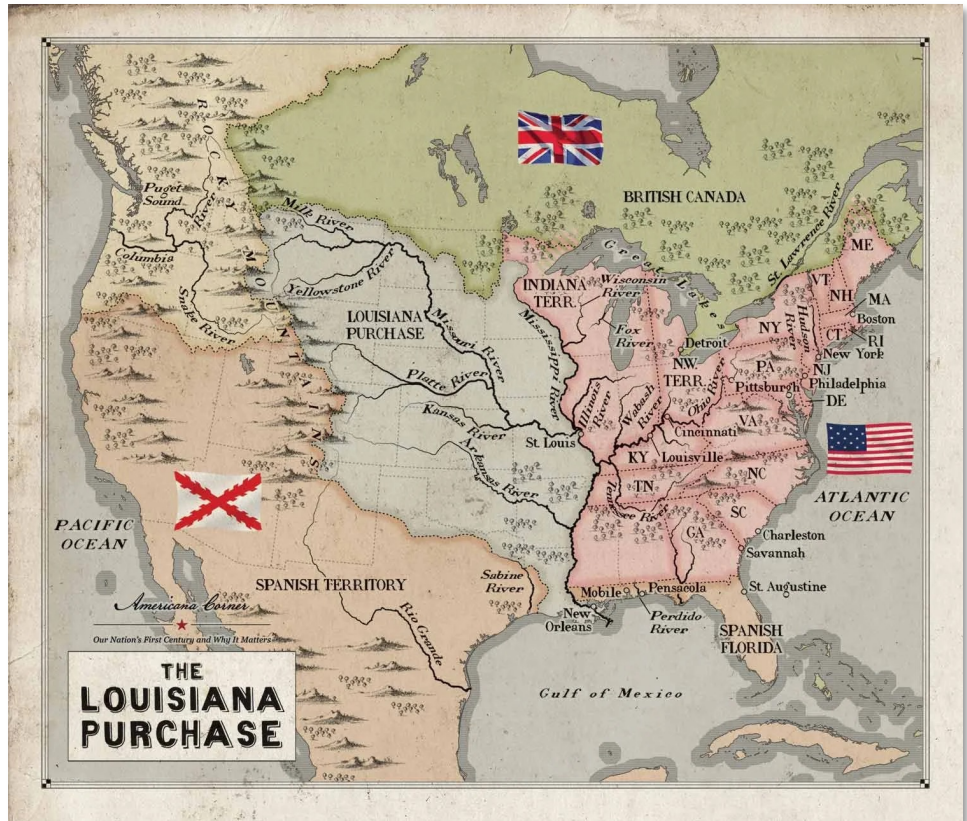 BRITISH CANADA
ROCKY MOUNTAINS
Puget
Sound
River
Columbia
Snake River
Milk River
Yellowstone River
LOUISIANA
PURCHASE
Missouri River
Platte River
Kansas River
Arkansas River
St. Louis
Mississippi River
INDIANA
TERR.
Wisconsin
River
Great Lakes
Fox
River
Detroit
N.W.
TERR.
Illinois
River
Wabash
River
Ohio River
St. Lawrence River
ME
VT
NH
MA
Boston
NY
Hudson
River
CT
RI
New York
NJ
PA
Philadelphia
Pittsburgh
DE
VA
Cincinnati
KY
Louisville
TN
Tennessee River
NC
SC
GA
Charleston
Savannah
ATLANTIC
OCEAN
PACIFIC
OCEAN
SPANISH TERRITORY
Sabine
River
Rio Grande
Mobile
Pensacola
St. Augustine
New
Orleans
Perdido
River
SPANISH
FLORIDA
Gulf of Mexico
Americana Corner
Our Nation's First Century and Why It Matters
THE
LOUISIANA
PURCHASE